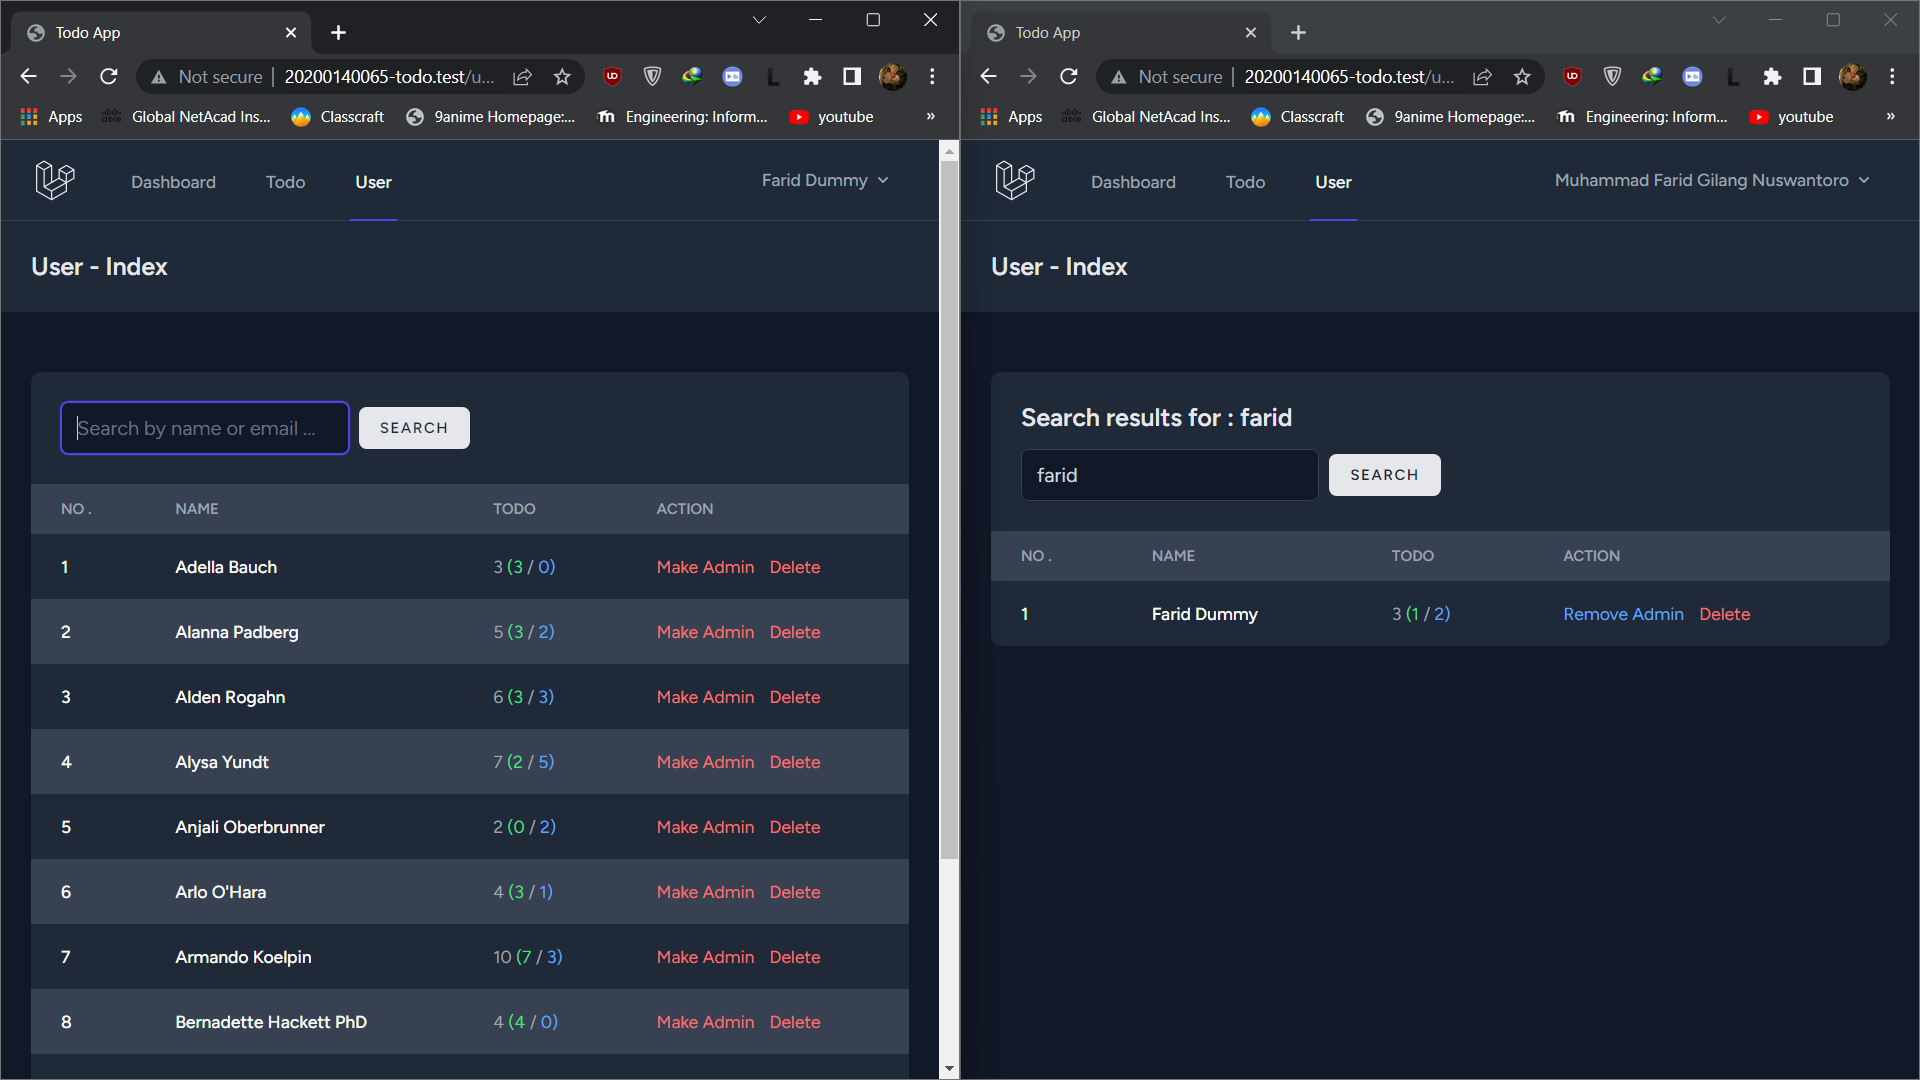 Todo App
Not secure 20200140065-todo.test/u...
Apps Global NetAcad Ins... Classcraft 9anime Homepage:... Engineering: Inform... youtube »
Dashboard Todo User Farid Dummy
User - Index
Search by name or email ... SEARCH
NO . NAME TODO ACTION
1 Adella Bauch 3 (3 / 0) Make Admin Delete
2 Alanna Padberg 5 (3 / 2) Make Admin Delete
3 Alden Rogahn 6 (3 / 3) Make Admin Delete
4 Alysa Yundt 7 (2 / 5) Make Admin Delete
5 Anjali Oberbrunner 2 (0 / 2) Make Admin Delete
6 Arlo O'Hara 4 (3 / 1) Make Admin Delete
7 Armando Koelpin 10 (7 / 3) Make Admin Delete
8 Bernadette Hackett PhD 4 (4 / 0) Make Admin Delete
Todo App
Not secure 20200140065-todo.test/u...
Apps Global NetAcad Ins... Classcraft 9anime Homepage:... Engineering: Inform... youtube »
Dashboard Todo User Muhammad Farid Gilang Nuswantoro
User - Index
Search results for : farid
farid SEARCH
NO . NAME TODO ACTION
1 Farid Dummy 3 (1 / 2) Remove Admin Delete